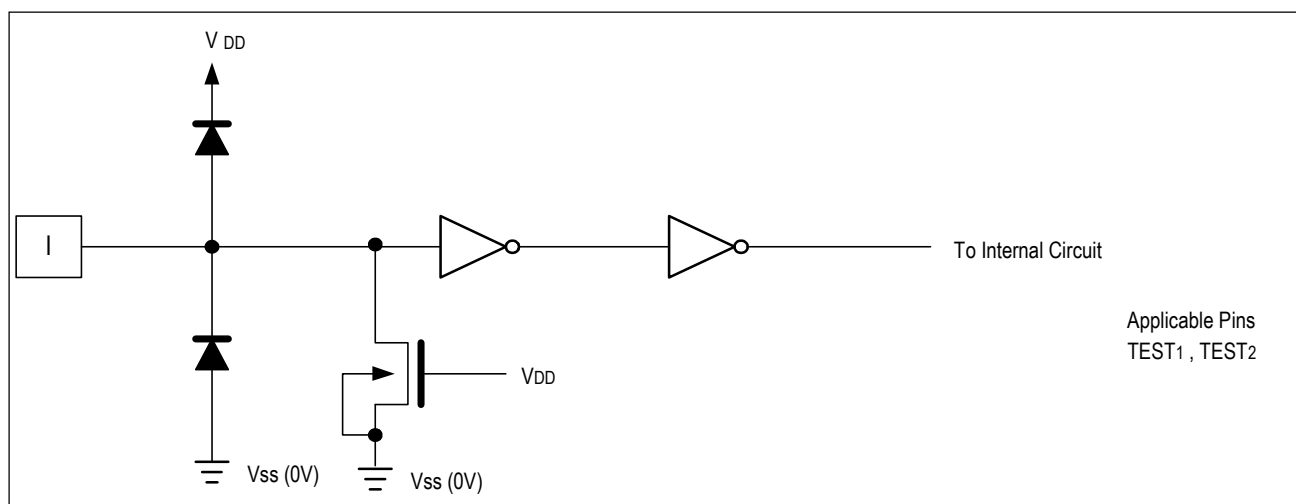 V DD
I
To Internal Circuit
Applicable Pins
TEST1 , TEST2
VDD
Vss (0V)
Vss (0V)